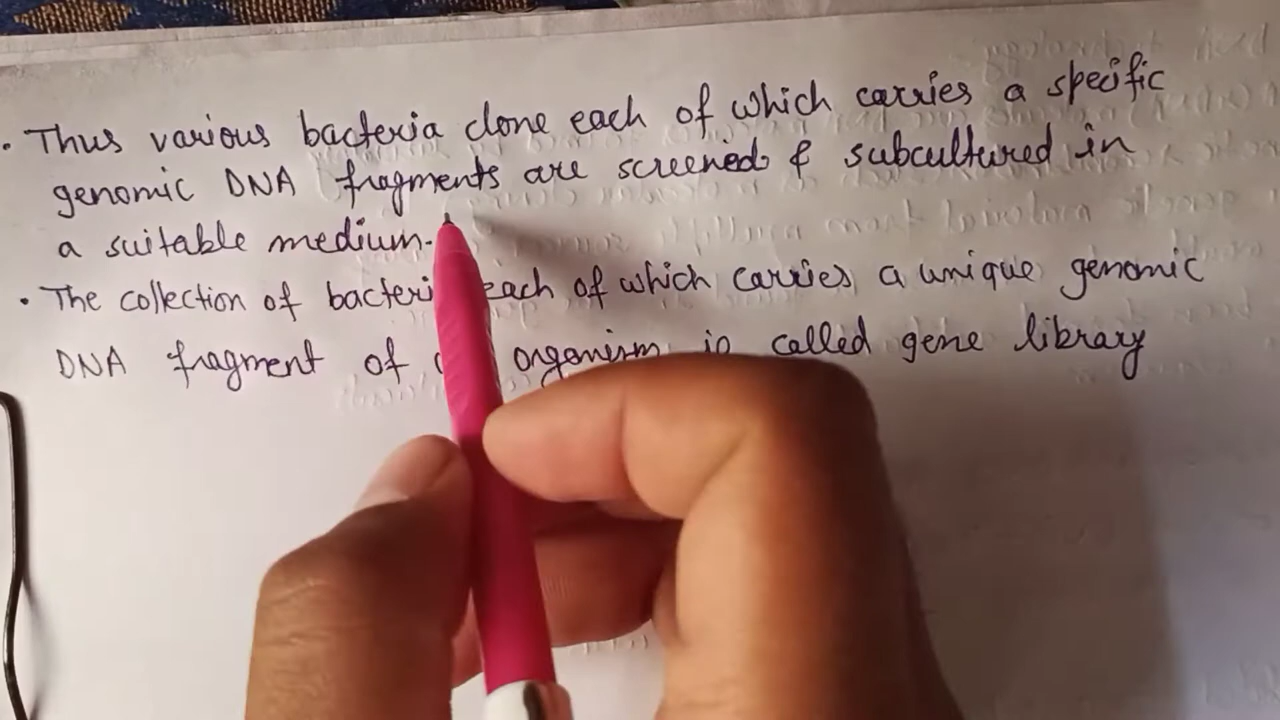 . Thus various bacteria clone each of which carries a specific
genomic DNA fragments are screened & subcultured in
a suitable medium.
• The collection of bacteri each of which carries a unique genomic
DNA fragment of organism is called gene library